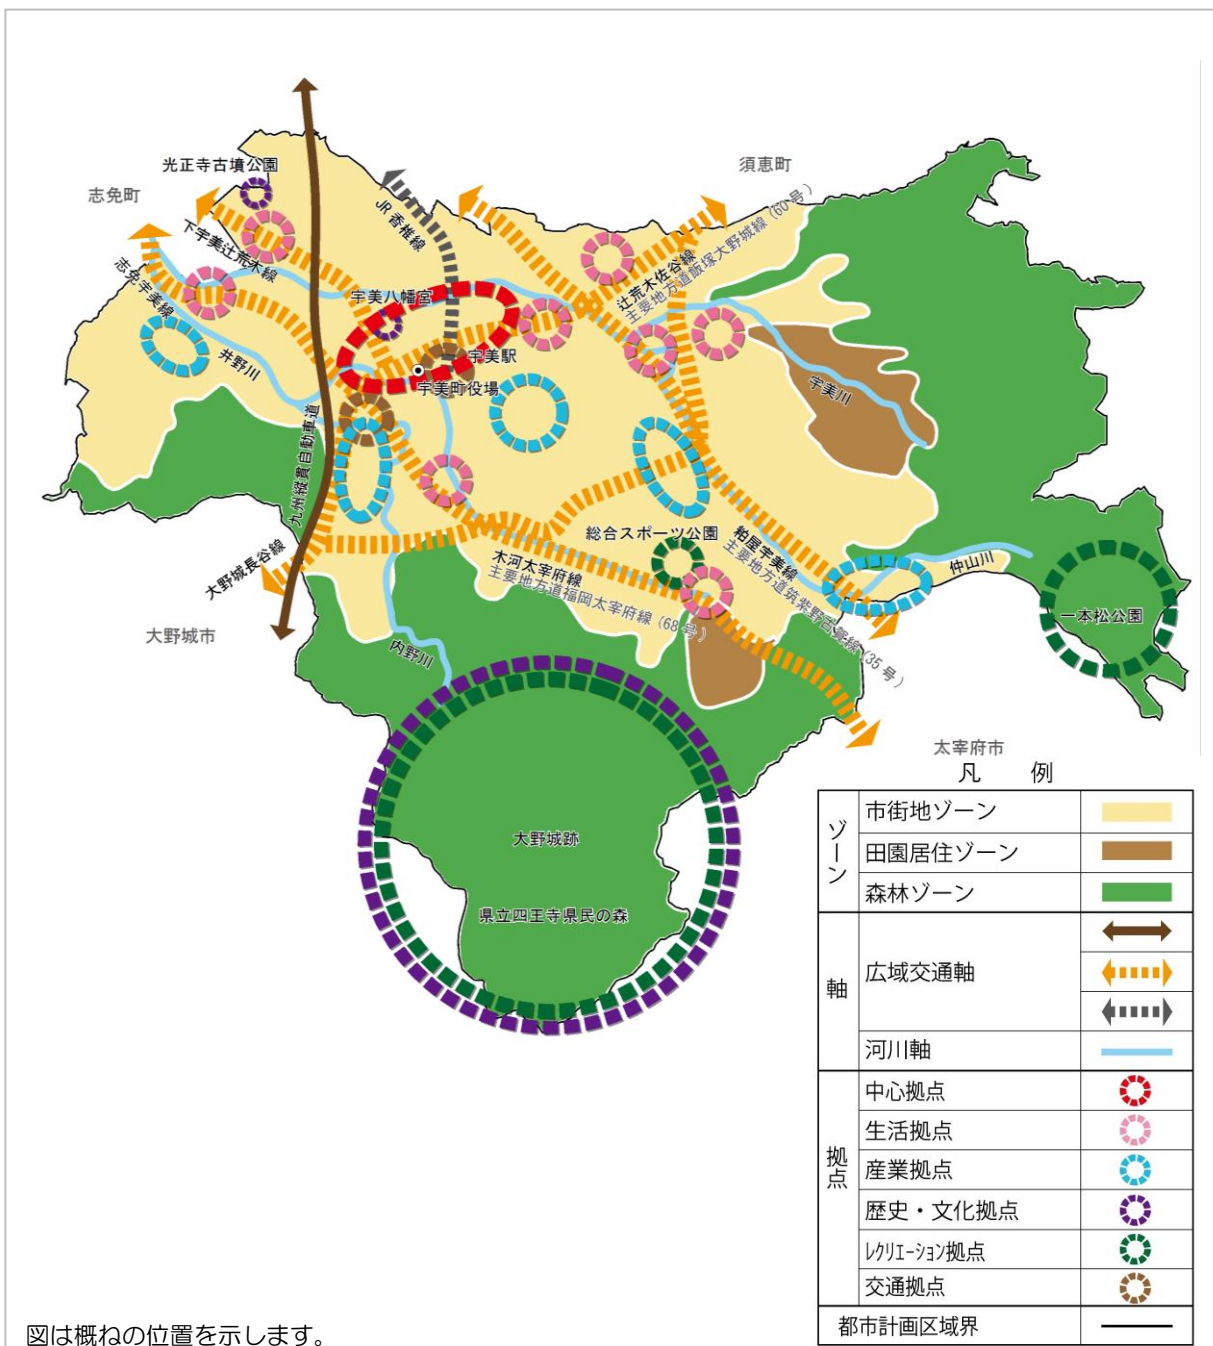 光正寺古墳公園
志免町
須恵町
JR香椎線
下宇美辻荒木線
志免宇美線
辻荒木佐谷線
主要地方道飯塚大野城線(60号)
宇美八幡宮
宇美駅
宇美町役場
井野川
宇美川
九州縦貫自動車道
総合スポーツ公園
粕屋宇美線
主要地方道筑紫野古賀線(35号)
仲山川
一本松公園
木河太宰府線
主要地方道福岡太宰府線(68号)
大野城長谷線
大野城市
内野川
太宰府市
大野城跡
県立四王寺県民の森
凡 例
ゾーン
市街地ゾーン
田園居住ゾーン
森林ゾーン
軸
広域交通軸
河川軸
拠点
中心拠点
生活拠点
産業拠点
歴史・文化拠点
ﾚｸﾘｴｰｼｮﾝ拠点
交通拠点
都市計画区域界
図は概ねの位置を示します。